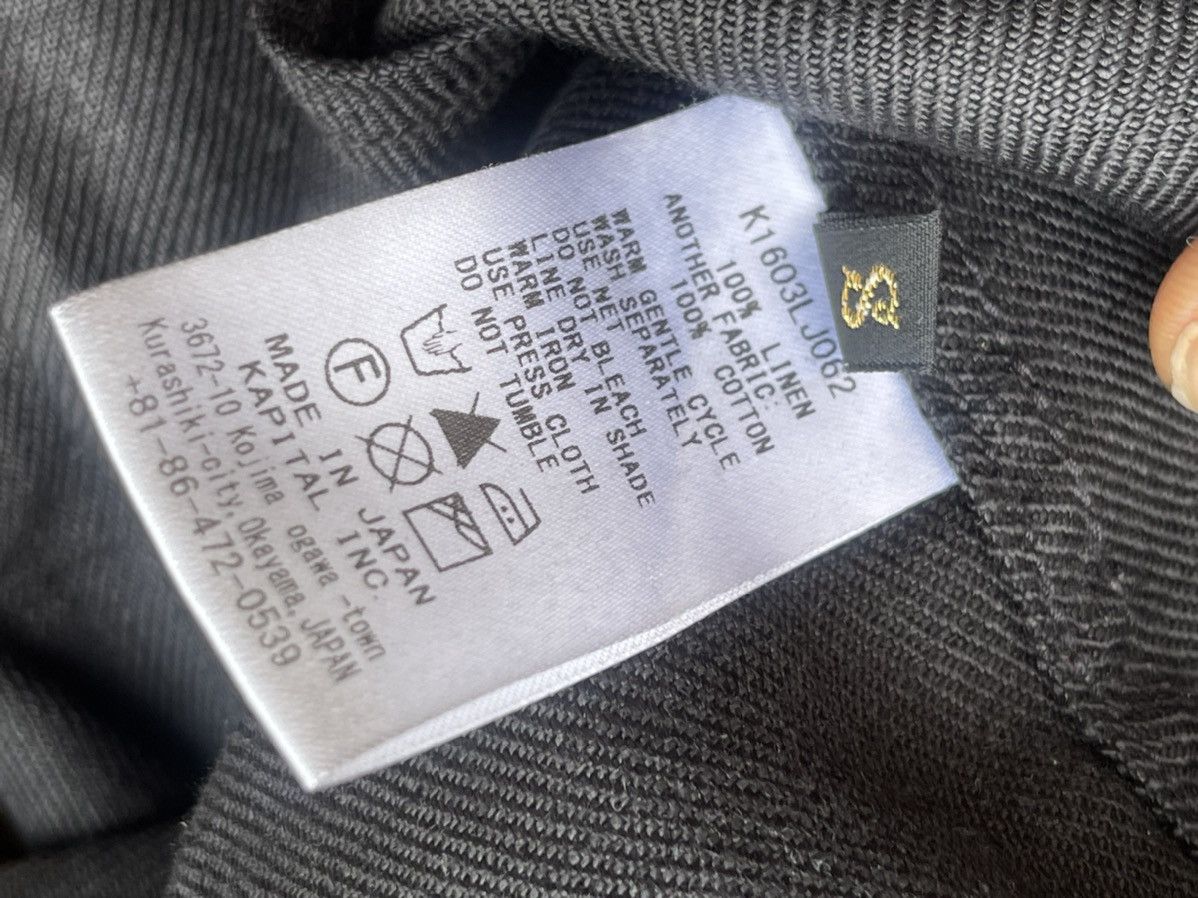 K1603LJ062
100% LINEN
ANOTHER FABRIC:
100% COTTON
WARM GENTLE CYCLE
WASH SEPARATELY
USE NET
DO NOT BLEACH
LINE DRY IN SHADE
WARM IRON
USE PRESS CLOTH
DO NOT TUMBLE
F
MADE IN JAPAN
KAPITAL INC.
3672-10 Kojima ogawa -town
Kurashiki-city, Okayama, JAPAN
+81-86-472-0539